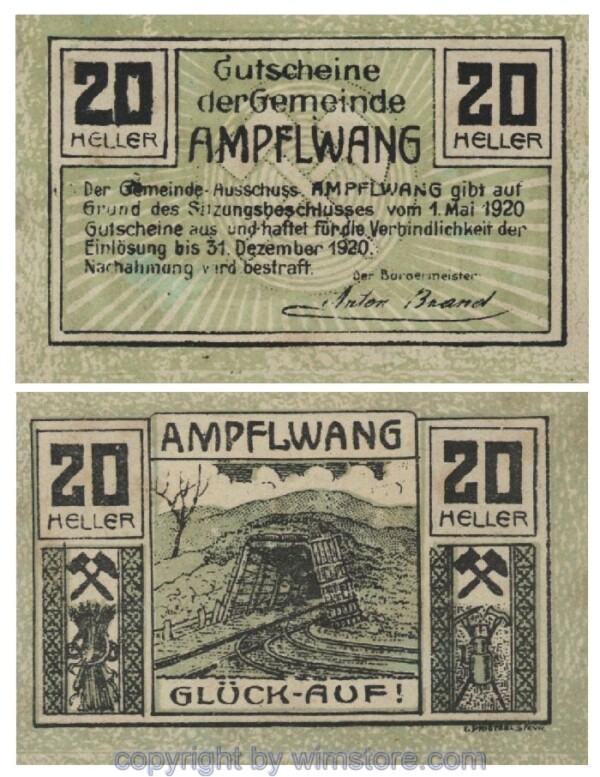 20
HELLER
Gutscheine
der Gemeinde
AMPFLWANG
20
HELLER
Der Gemeinde-Ausschuss AMPFLWANG gibt auf
Grund des Sitzungsbeschlusses vom 1. Mai 1920
Gutscheine aus und haftet für die Verbindlichkeit der
Einlösung bis 31. Dezember 1920.
Nachahmung wird bestraft.
Der Bürgermeister
Anton Brand
AMPFLWANG
20
HELLER
20
HELLER
GLÜCK-AUF!
copyright by wimstore.com